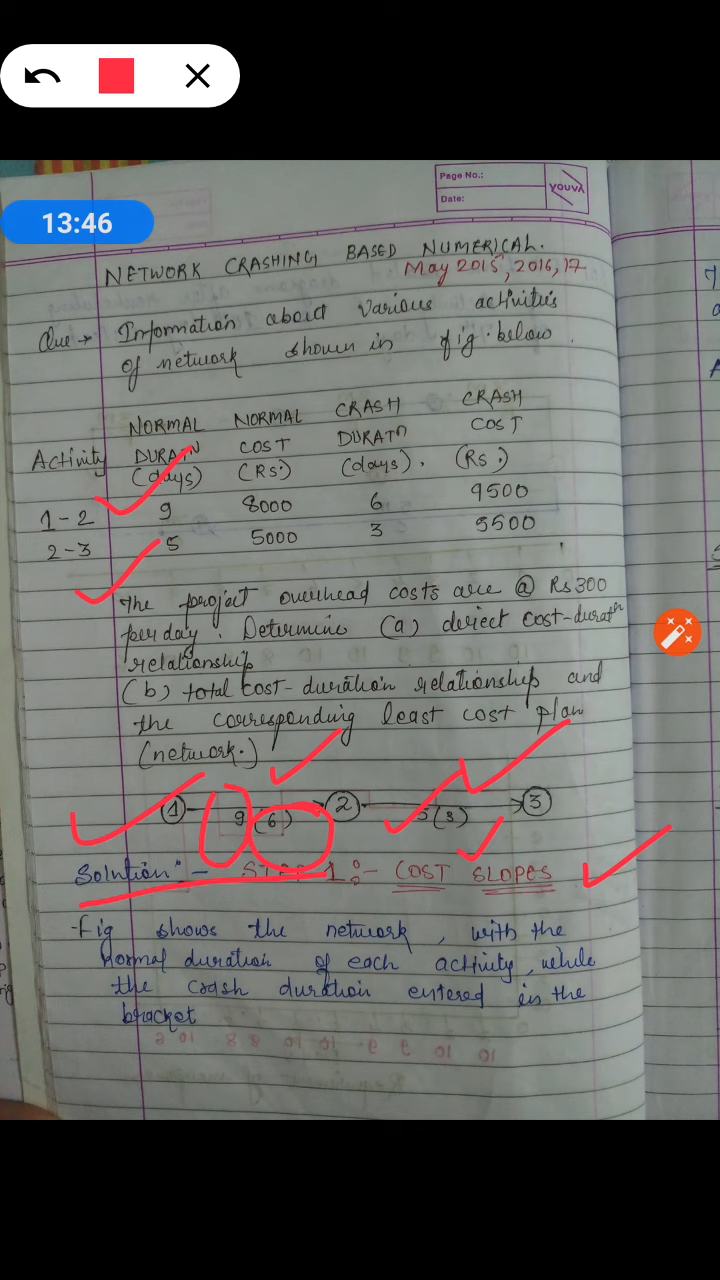 Page No.:
Date:
YOUVA
13:46
NETWORK CRASHING BASED NUMERICAL.
May 2015, 2016, 17
Que → Information about various activities
of network shown in fig. below.
Activity NORMAL DURATN (days) NORMAL COST (RS.) CRASH DURATN (days). CRASH COST (Rs.)
1-2 9 8000 6 9500
2-3 5 5000 3 5500
The project overhead costs are @ Rs 300
per day. Determine (a) direct cost-duratn
relationship
(b) total cost-duration relationship and
the corresponding least cost plan
(network.)
1 9(6) 2 5(3) 3
Solution:- STEP 1:- COST SLOPES
-Fig shows the network, with the
normal duration of each activity, while
the crash duration entered in the
bracket